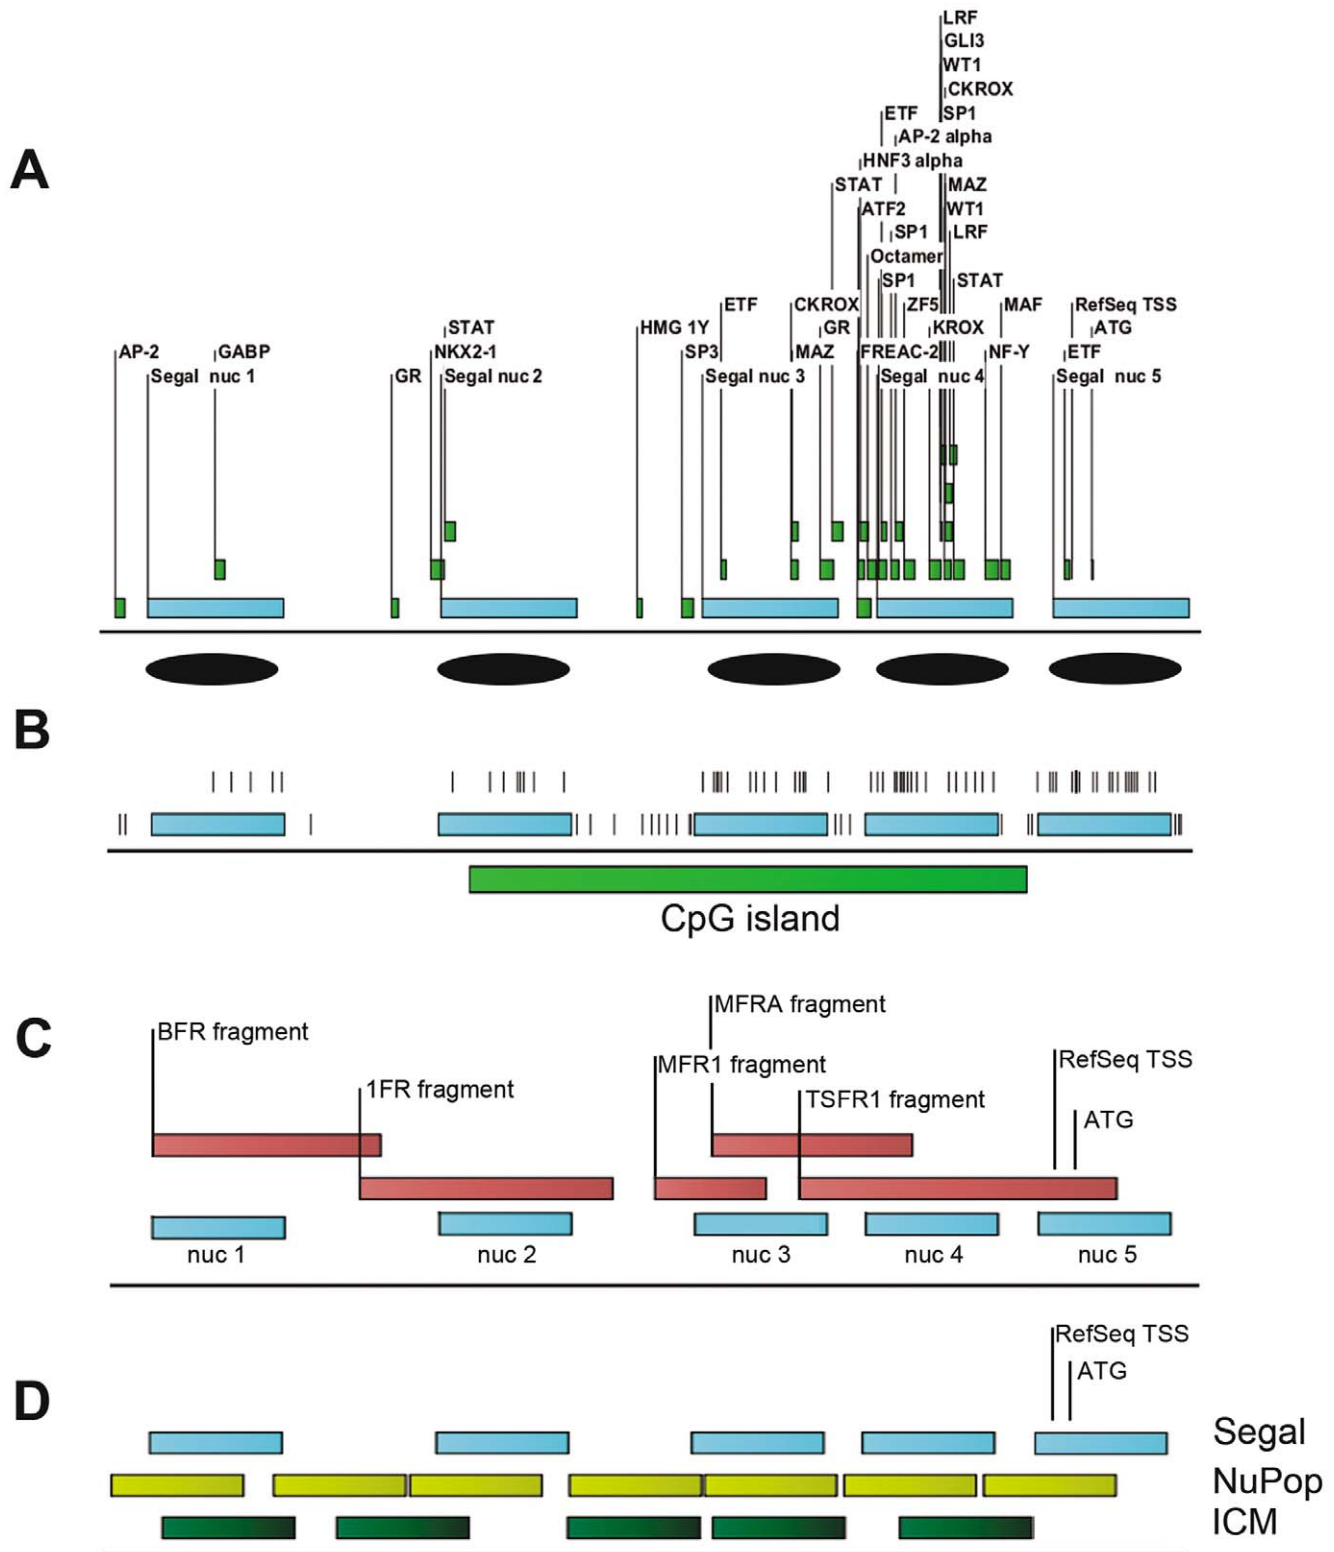 LRF
GLI3
WT1
CKROX
ETF SP1
AP-2 alpha
HNF3 alpha
A
STAT MAZ
ATF2 WT1
SP1 LRF
Octamer
SP1 STAT
ETF CKROX ZF5 MAF RefSeq TSS
STAT HMG 1Y GR KROX ATG
AP-2 GABP NKX2-1 SP3 MAZ FREAC-2 NF-Y ETF
Segal nuc 1 GR Segal nuc 2 Segal nuc 3 Segal nuc 4 Segal nuc 5
B
CpG island
C
MFRA fragment
BFR fragment
RefSeq TSS
MFR1 fragment
1FR fragment
TSFR1 fragment
ATG
nuc 1 nuc 2 nuc 3 nuc 4 nuc 5
RefSeq TSS
ATG
D
Segal
NuPop
ICM